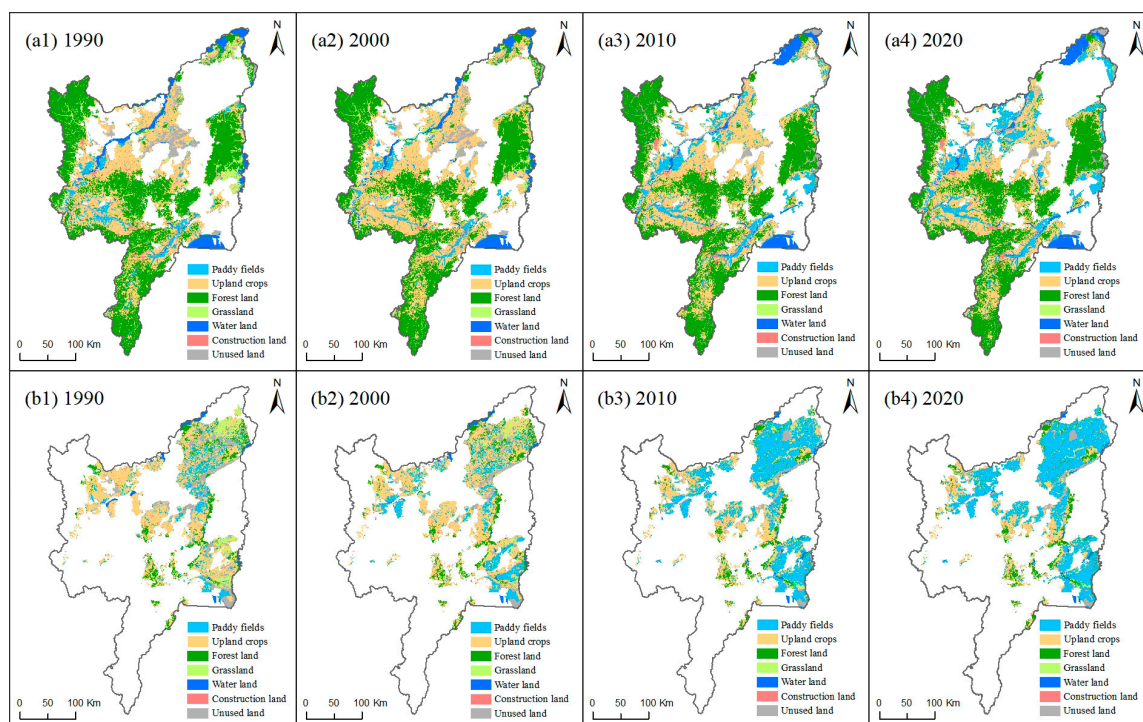 (a1) 1990
N
Paddy fields
Upland crops
Forest land
Grassland
Water land
Construction land
Unused land
0 50 100 Km
(a2) 2000
N
Paddy fields
Upland crops
Forest land
Grassland
Water land
Construction land
Unused land
0 50 100 Km
(a3) 2010
N
Paddy fields
Upland crops
Forest land
Grassland
Water land
Construction land
Unused land
0 50 100 Km
(a4) 2020
N
Paddy fields
Upland crops
Forest land
Grassland
Water land
Construction land
Unused land
0 50 100 Km
(b1) 1990
N
Paddy fields
Upland crops
Forest land
Grassland
Water land
Construction land
Unused land
0 50 100 Km
(b2) 2000
N
Paddy fields
Upland crops
Forest land
Grassland
Water land
Construction land
Unused land
0 50 100 Km
(b3) 2010
N
Paddy fields
Upland crops
Forest land
Grassland
Water land
Construction land
Unused land
0 50 100 Km
(b4) 2020
N
Paddy fields
Upland crops
Forest land
Grassland
Water land
Construction land
Unused land
0 50 100 Km